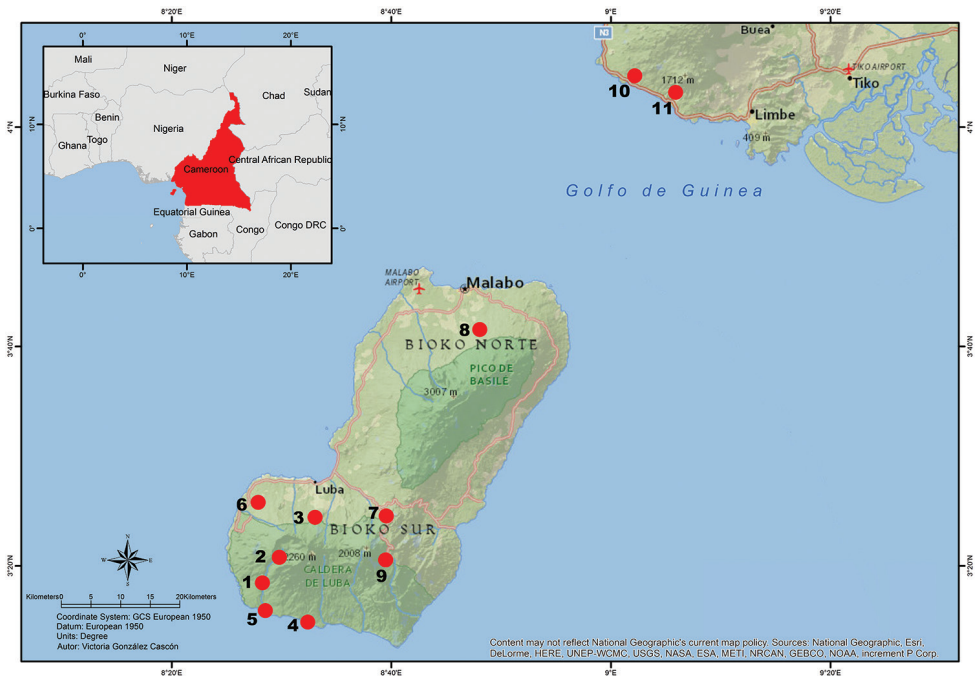 8°20'E 8°40'E 9°E 9°20'E
N3
Buea
Mali
Niger
Chad
Sudan
Burkina Faso
Benin
Nigeria
Togo
Ghana
Central African Republic
Cameroon
Equatorial Guinea
Gabon
Congo
Congo DRC
10°
0°
10°
0°
0° 10° 20°
0° 10° 20°
TIKO AIRPORT
Tiko
1712 m
10
11
Limbe
409 m
4°N
4°N
Golfo de Guinea
MALABO
AIRPORT
Malabo
8
BIOKO NORTE
3°40'N
3°40'N
PICO DE
BASILE
3007 m
Luba
6
3
7
BIOKO SUR
2
2260 m
2008 m
9
CALDERA
DE LUBA
1
5
4
3°20'N
3°20'N
N
W E
S
Kilometers 0 5 10 15 20 Kilometers
Coordinate System: GCS European 1950
Datum: European 1950
Units: Degree
Autor: Victoria González Cascón
Content may not reflect National Geographic's current map policy. Sources: National Geographic, Esri,
DeLorme, HERE, UNEP-WCMC, USGS, NASA, ESA, METI, NRCAN, GEBCO, NOAA, increment P Corp
8°20'E 8°40'E 9°E 9°20'E